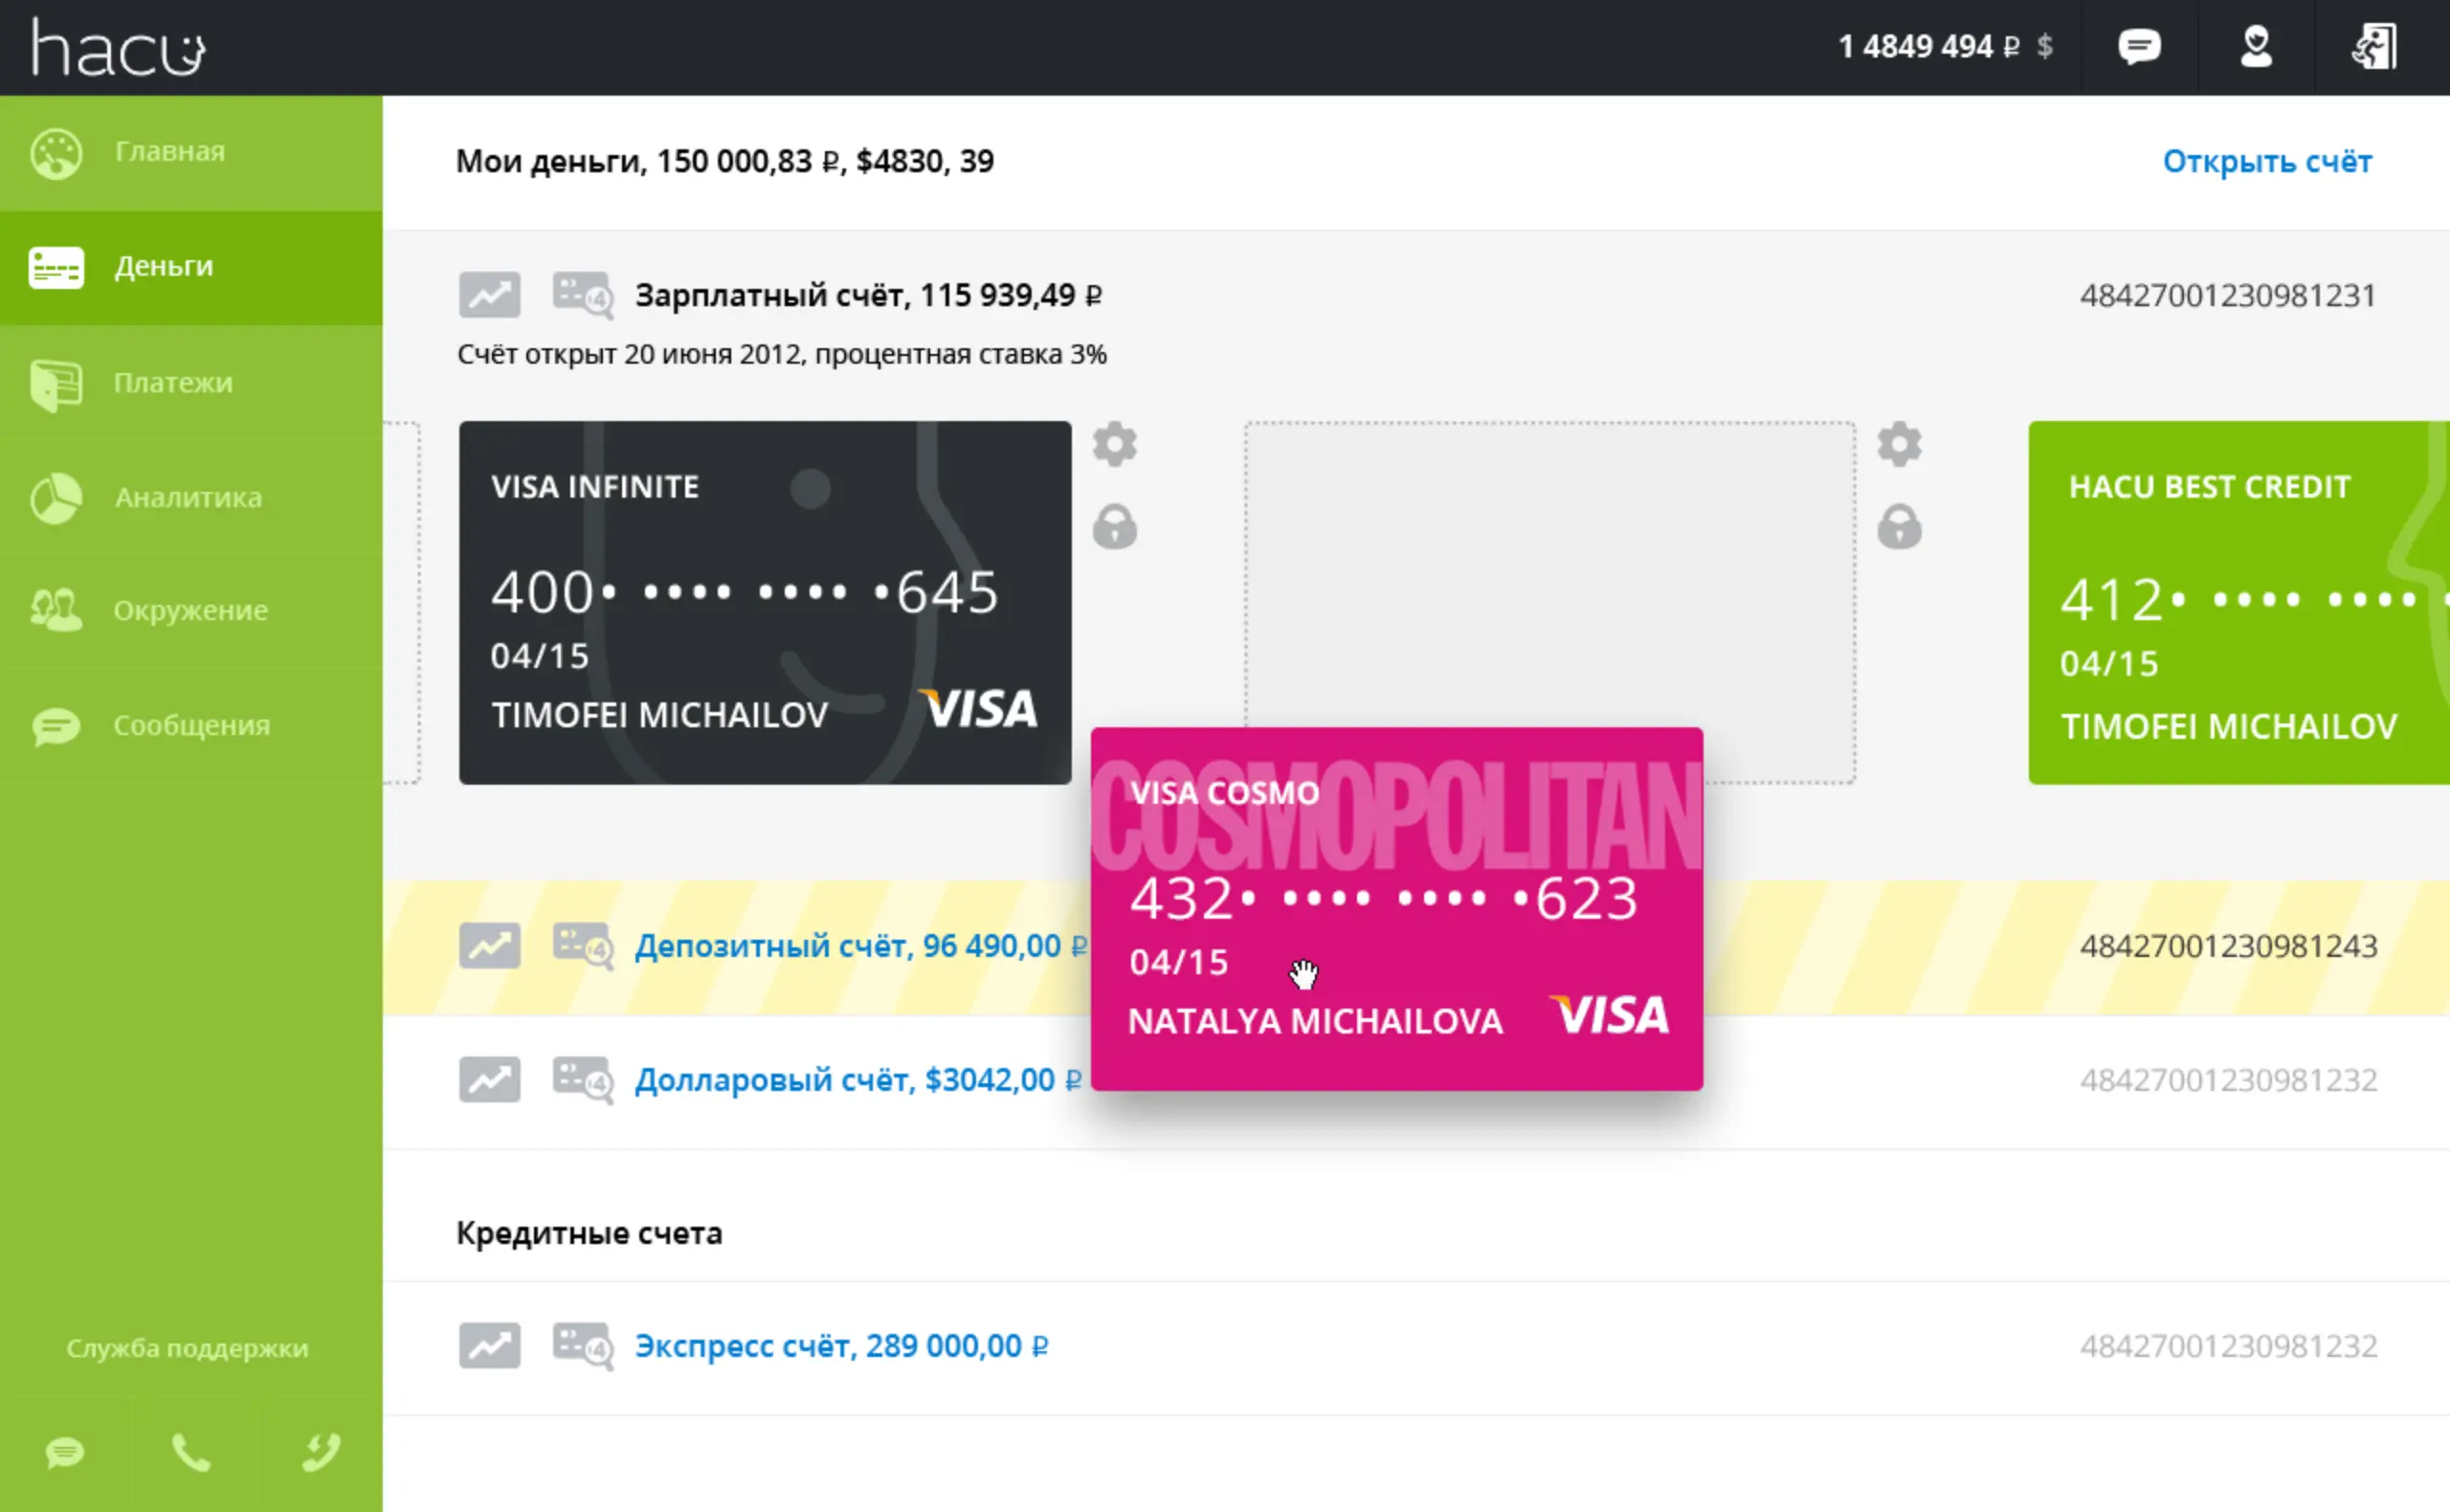 hacu
1 4849 494 ₽ $
Главная
Деньги
Платежи
Аналитика
Окружение
Сообщения
Служба поддержки
Мои деньги, 150 000,83 ₽, $4830, 39
Открыть счёт
Зарплатный счёт, 115 939,49 ₽
48427001230981231
Счёт открыт 20 июня 2012, процентная ставка 3%
VISA INFINITE
400• •••• •••• •645
04/15
TIMOFEI MICHAILOV
VISA
HACU BEST CREDIT
412• •••• ••••
04/15
TIMOFEI MICHAILOV
COSMOPOLITAN
VISA COSMO
432• •••• •••• •623
04/15
NATALYA MICHAILOVA
VISA
4 Депозитный счёт, 96 490,00 ₽
48427001230981243
4 Долларовый счёт, $3042,00 ₽
48427001230981232
Кредитные счета
4 Экспресс счёт, 289 000,00 ₽
48427001230981232